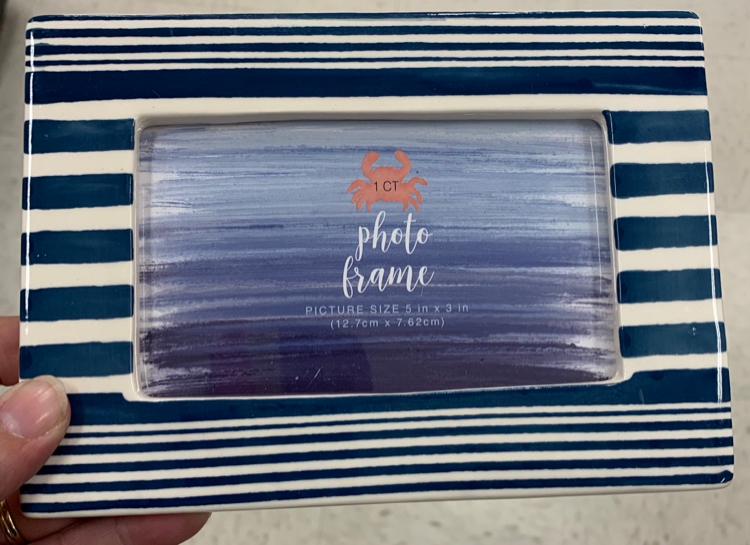 1 CT
photo
frame
PICTURE SIZE 5 in x 3 in
(12.7cm x 7.62cm)